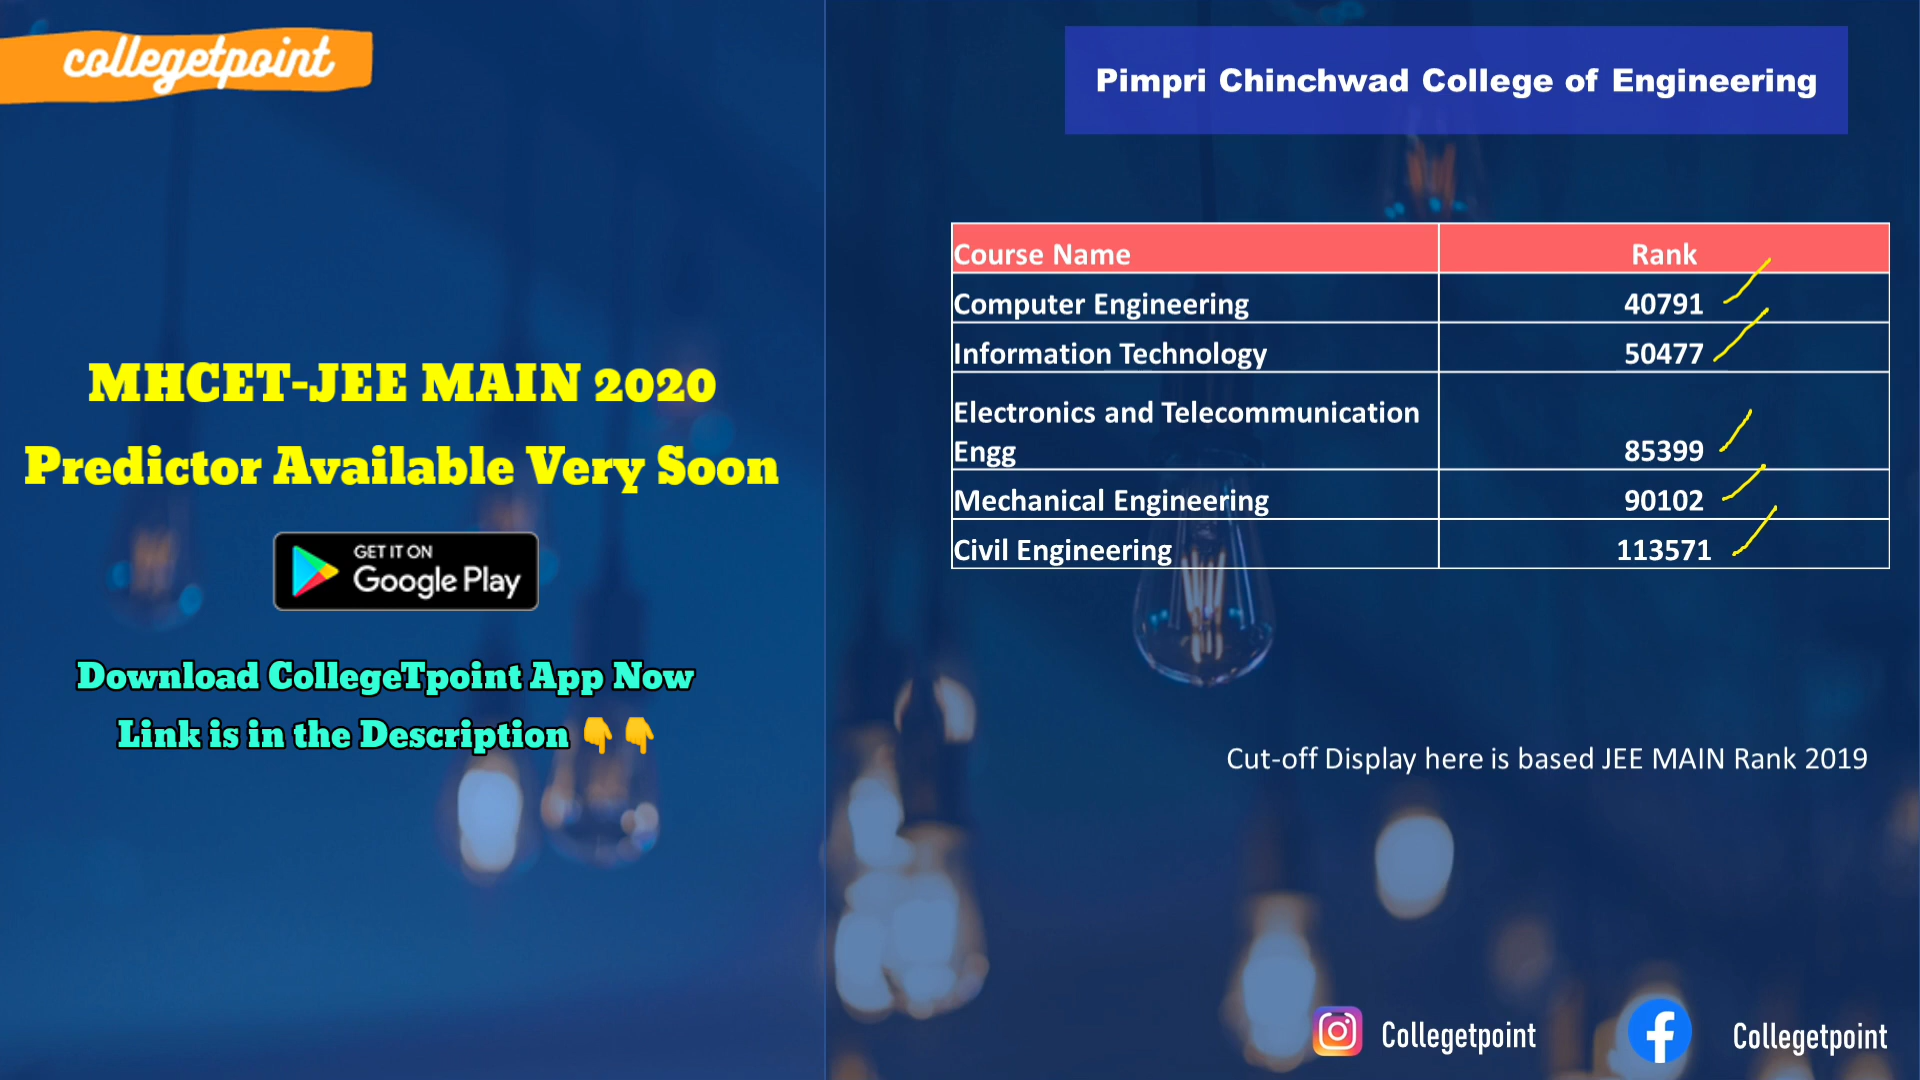 collegetpoint
MHCET-JEE MAIN 2020
Predictor Available Very Soon
GET IT ON
Google Play
Download CollegeTpoint App Now
Link is in the Description 👇👇
Pimpri Chinchwad College of Engineering
Course Name Rank
Computer Engineering 40791
Information Technology 50477
Electronics and Telecommunication
Engg 85399
Mechanical Engineering 90102
Civil Engineering 113571
Cut-off Display here is based JEE MAIN Rank 2019
Collegetpoint Collegetpoint